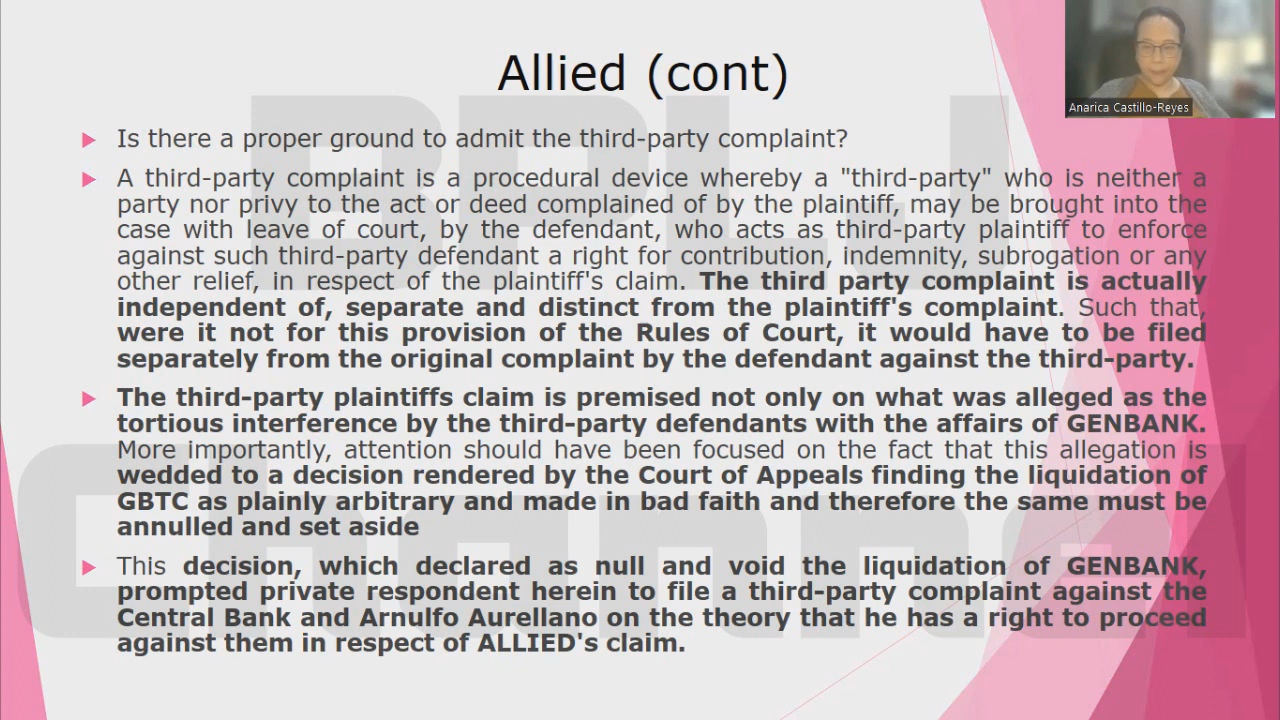 Allied (cont)
Anarica Castillo-Reyes
Is there a proper ground to admit the third-party complaint?
A third-party complaint is a procedural device whereby a "third-party" who is neither a
party nor privy to the act or deed complained of by the plaintiff, may be brought into the
case with leave of court, by the defendant, who acts as third-party plaintiff to enforce
against such third-party defendant a right for contribution, indemnity, subrogation or any
other relief, in respect of the plaintiff's claim. The third party complaint is actually
independent of, separate and distinct from the plaintiff's complaint. Such that,
were it not for this provision of the Rules of Court, it would have to be filed
separately from the original complaint by the defendant against the third-party.
The third-party plaintiffs claim is premised not only on what was alleged as the
tortious interference by the third-party defendants with the affairs of GENBANK.
More importantly, attention should have been focused on the fact that this allegation is
wedded to a decision rendered by the Court of Appeals finding the liquidation of
GBTC as plainly arbitrary and made in bad faith and therefore the same must be
annulled and set aside
This decision, which declared as null and void the liquidation of GENBANK,
prompted private respondent herein to file a third-party complaint against the
Central Bank and Arnulfo Aurellano on the theory that he has a right to proceed
against them in respect of ALLIED's claim.
BPLJ
Channel